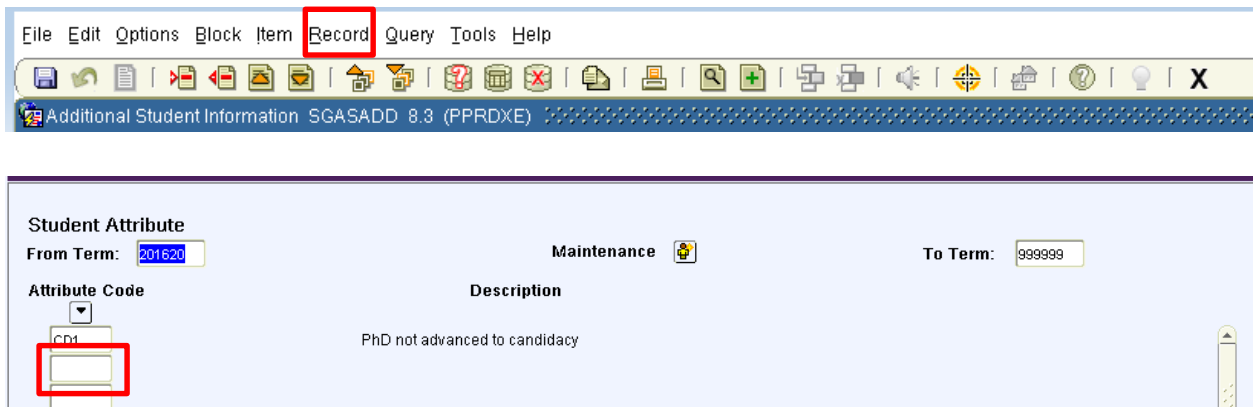 File Edit Options Block Item Record Query Tools Help
X
Additional Student Information SGASADD 8.3 (PPRDXE)
Student Attribute
From Term: 201620 Maintenance To Term: 999999
Attribute Code Description
CD1 PhD not advanced to candidacy